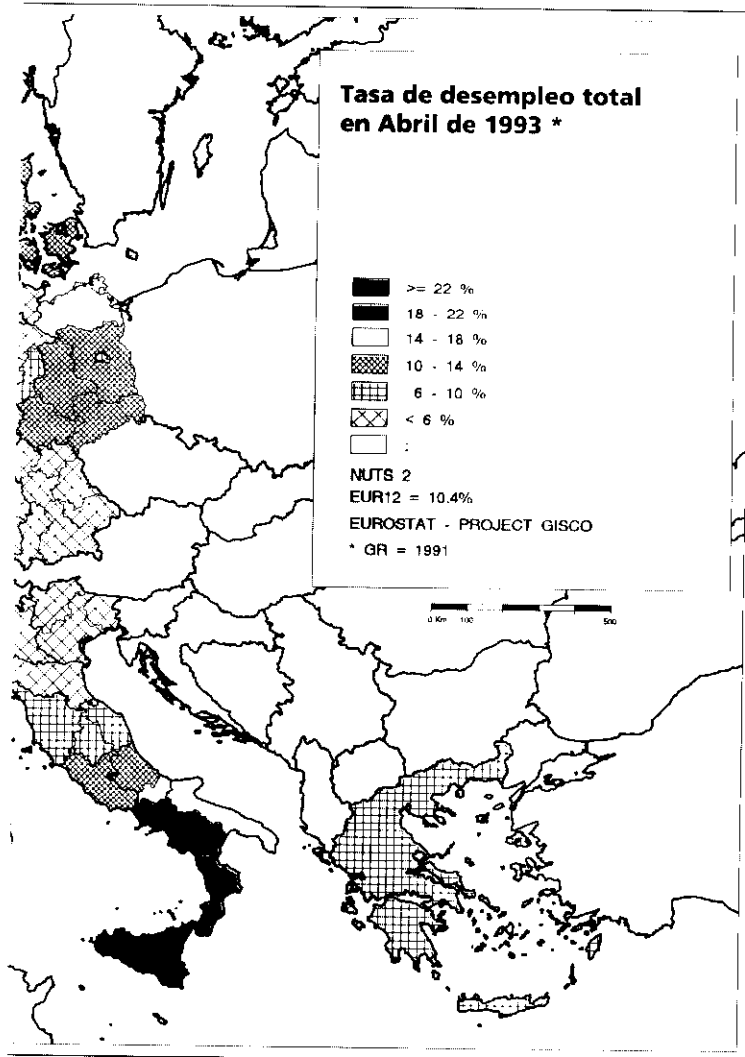 Tasa de desempleo total
en Abril de 1993 *
>= 22 %
18 - 22 %
14 - 18 %
10 - 14 %
6 - 10 %
< 6 %
:
NUTS 2
EUR12 = 10.4%
EUROSTAT - PROJECT GISCO
* GR = 1991
0 Km 100 500